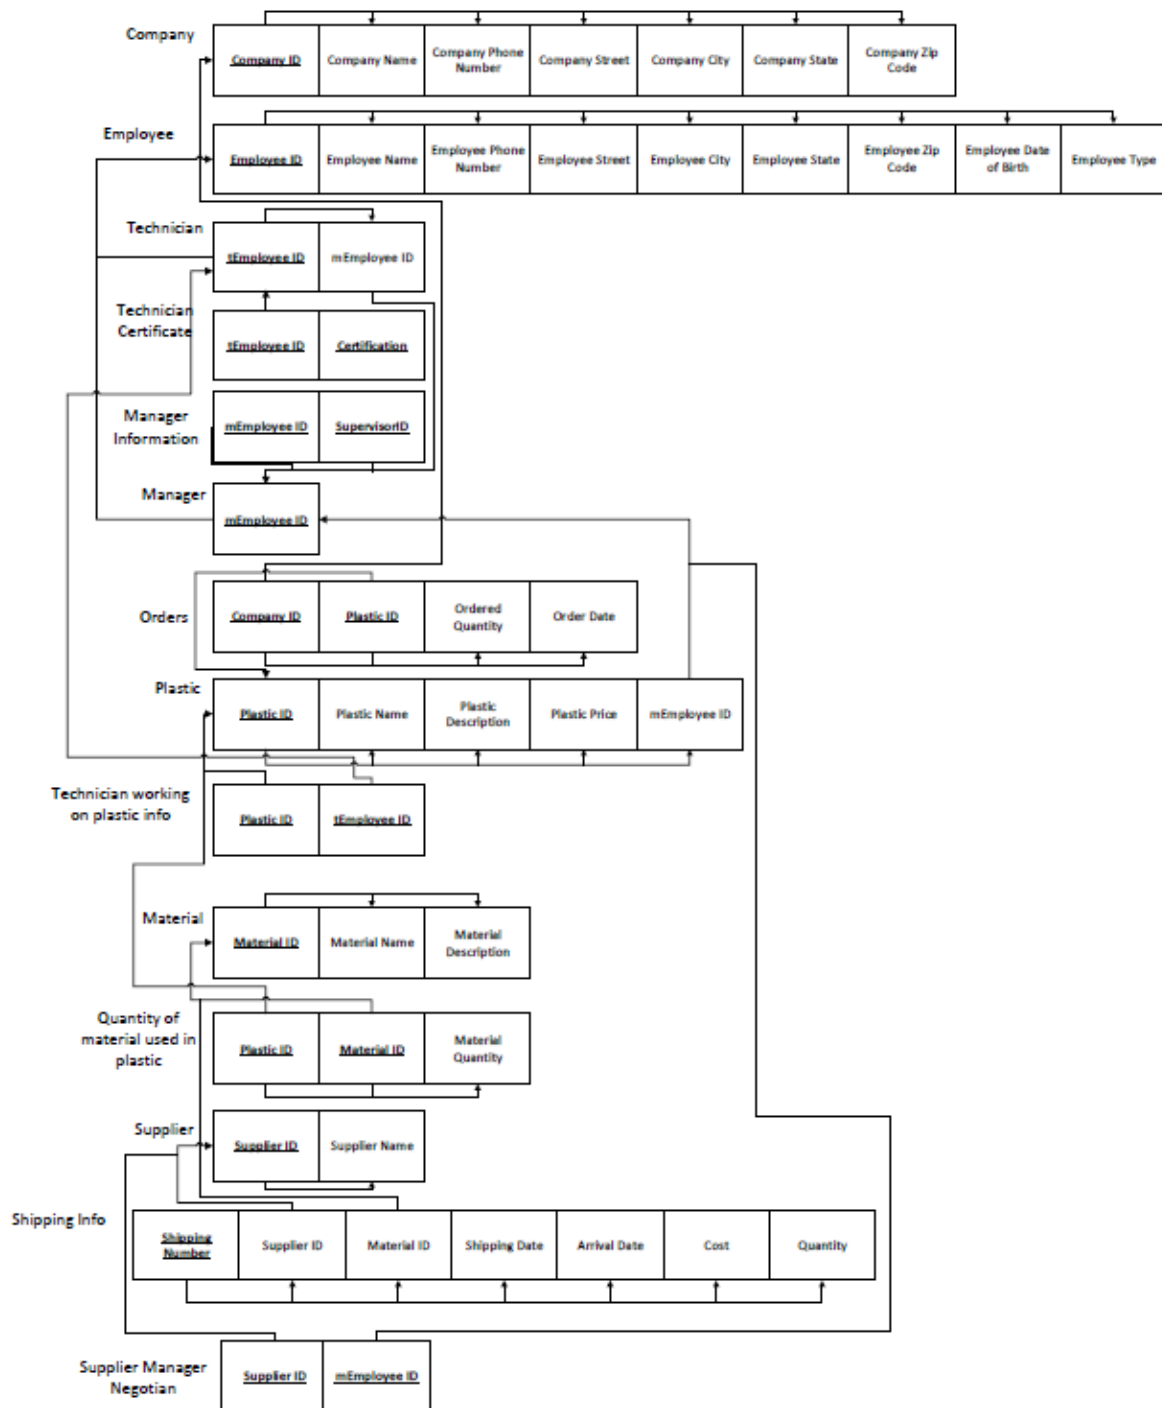 Company
Company ID
Company Name
Company Phone
Number
Company Street
Company City
Company State
Company Zip
Code
Employee
Employee ID
Employee Name
Employee Phone
Number
Employee Street
Employee City
Employee State
Employee Zip
Code
Employee Date
of Birth
Employee Type
Technician
tEmployee ID
mEmployee ID
Technician
Certificate
tEmployee ID
Certification
Manager
Information
mEmployee ID
SupervisorID
Manager
mEmployee ID
Orders
Company ID
Plastic ID
Ordered
Quantity
Order Date
Plastic
Plastic ID
Plastic Name
Plastic
Description
Plastic Price
mEmployee ID
Technician working
on plastic info
Plastic ID
tEmployee ID
Material
Material ID
Material Name
Material
Description
Quantity of
material used in
plastic
Plastic ID
Material ID
Material
Quantity
Supplier
Supplier ID
Supplier Name
Shipping Info
Shipping
Number
Supplier ID
Material ID
Shipping Date
Arrival Date
Cost
Quantity
Supplier Manager
Negotian
Supplier ID
mEmployee ID